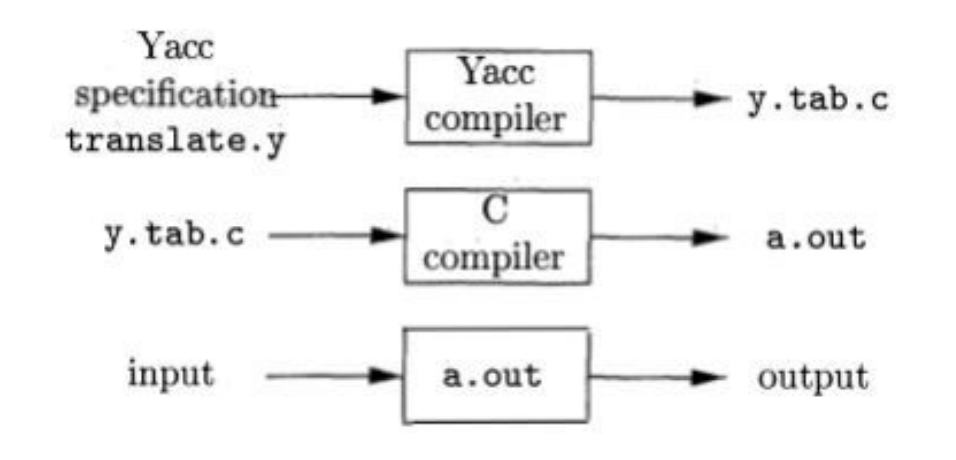 Yacc
specification
translate.y
Yacc
compiler
y.tab.c
y.tab.c
C
compiler
a.out
input
a.out
output